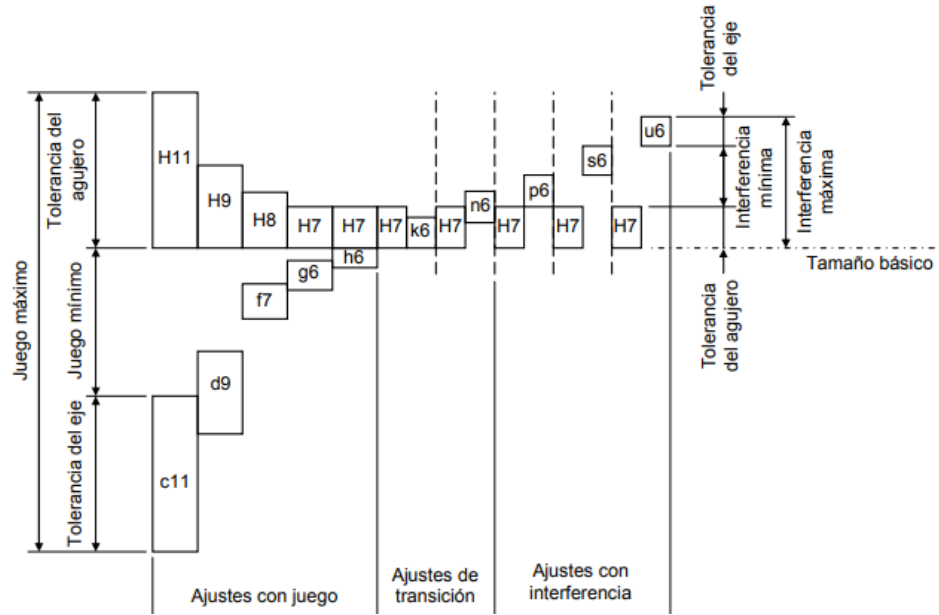 Juego máximo
Tolerancia del
agujero
Juego mínimo
Tolerancia del eje
H11
c11
H9
d9
H8
f7
H7
g6
H7
h6
H7
k6
H7
n6
H7
p6
H7
s6
H7
u6
Tolerancia
del eje
Interferencia
mínima
Interferencia
máxima
Tamaño básico
Tolerancia
del agujero
Ajustes con juego
Ajustes de
transición
Ajustes con
interferencia